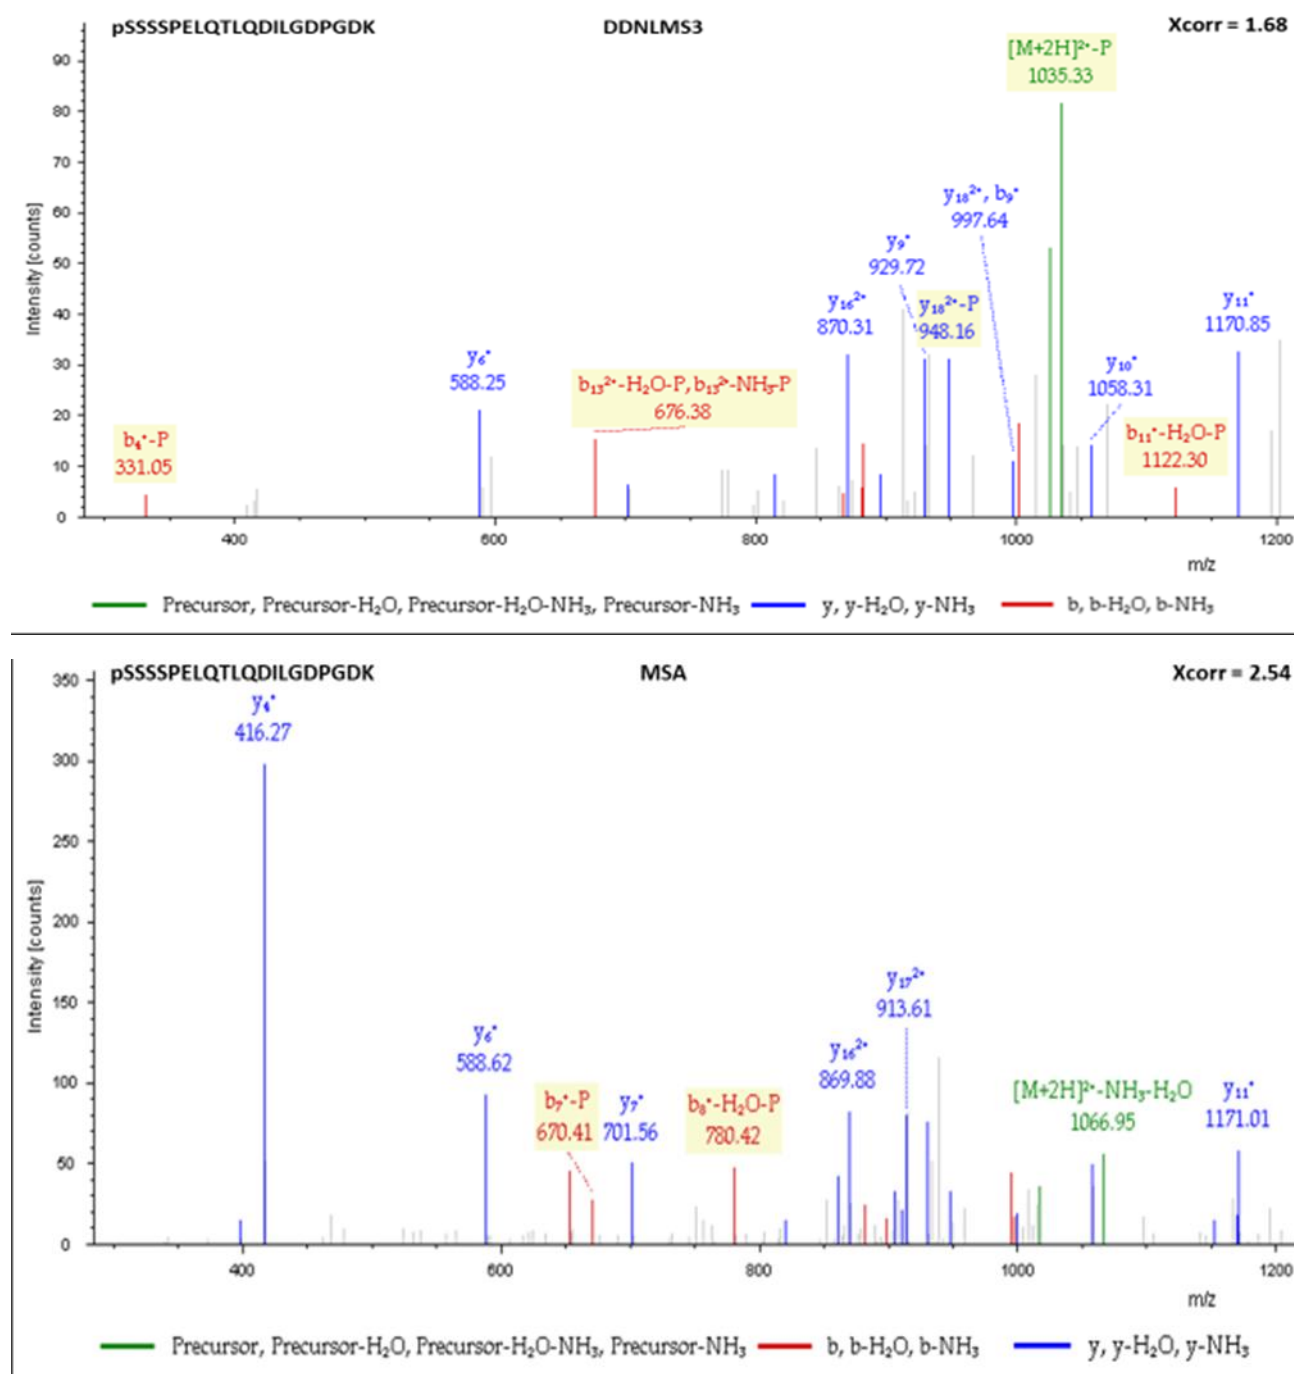 pSSSSPELQTLQDILGDPGDK DDNLMS3 Xcorr = 1.68
[M+2H]²⁺-P
1035.33
y₁₈²⁺, b₉⁺
997.64
y₉⁺
929.72
y₁₆²⁺
870.31
y₁₈²⁺-P
948.16
y₁₁⁺
1170.85
y₆⁺
588.25
b₁₃²⁺-H₂O-P, b₁₃²⁺-NH₃-P
676.38
y₁₀⁺
1058.31
b₄⁺-P
331.05
b₁₁⁺-H₂O-P
1122.30
Intensity [counts]
90
80
70
60
50
40
30
20
10
0
400 600 800 1000 1200
m/z
Precursor, Precursor-H₂O, Precursor-H₂O-NH₃, Precursor-NH₃ y, y-H₂O, y-NH₃ b, b-H₂O, b-NH₃
pSSSSPELQTLQDILGDPGDK MSA Xcorr = 2.54
y₄⁺
416.27
y₁₇²⁺
913.61
y₆⁺
588.62
y₁₆²⁺
869.88
b₇⁺-P
670.41
y₇⁺
701.56
b₈⁺-H₂O-P
780.42
[M+2H]²⁺-NH₃-H₂O
1066.95
y₁₁⁺
1171.01
Intensity [counts]
350
300
250
200
150
100
50
0
400 600 800 1000 1200
m/z
Precursor, Precursor-H₂O, Precursor-H₂O-NH₃, Precursor-NH₃ b, b-H₂O, b-NH₃ y, y-H₂O, y-NH₃